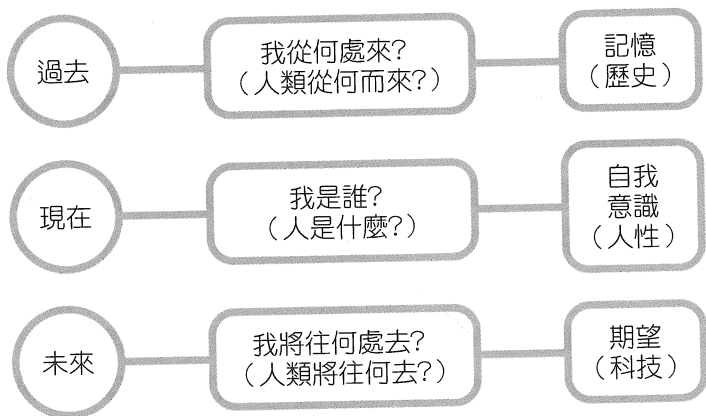 過去
我從何處來?
（人類從何而來?）
記憶
（歷史）
現在
我是誰?
（人是什麼?）
自我
意識
（人性）
未來
我將往何處去?
（人類將往何去?）
期望
（科技）